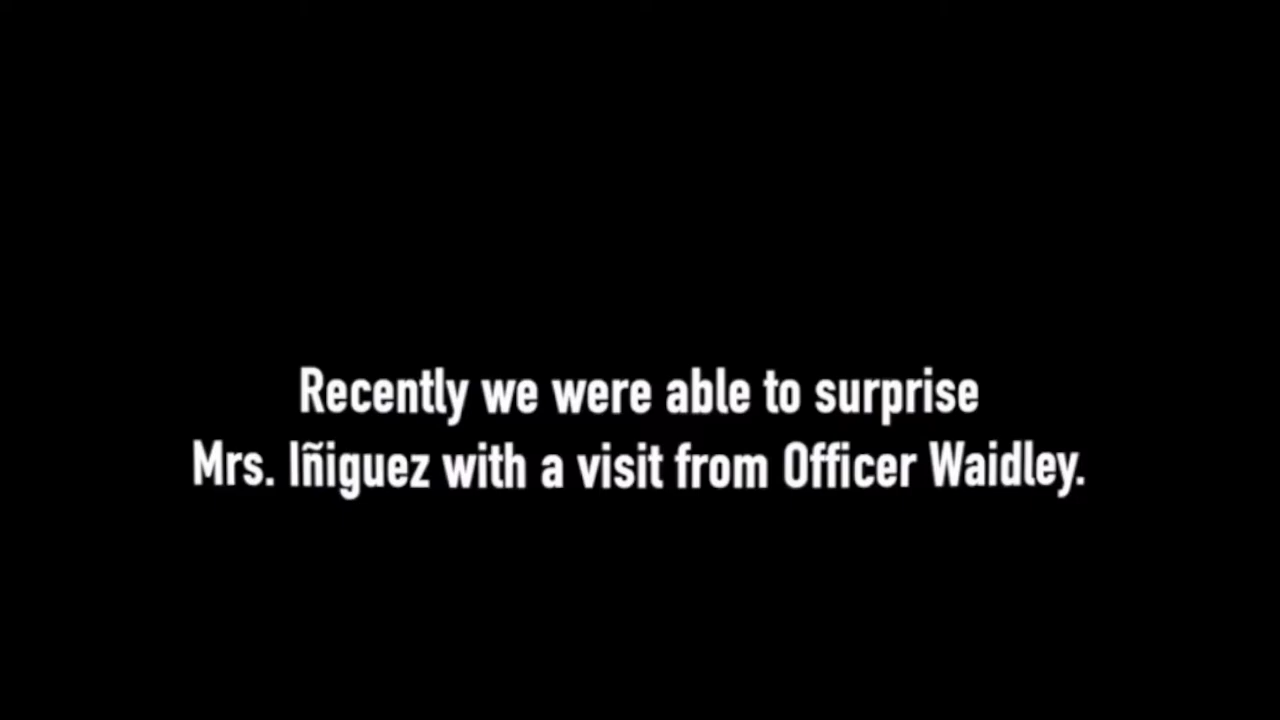 Recently we were able to surprise
Mrs. Iñiguez with a visit from Officer Waidley.